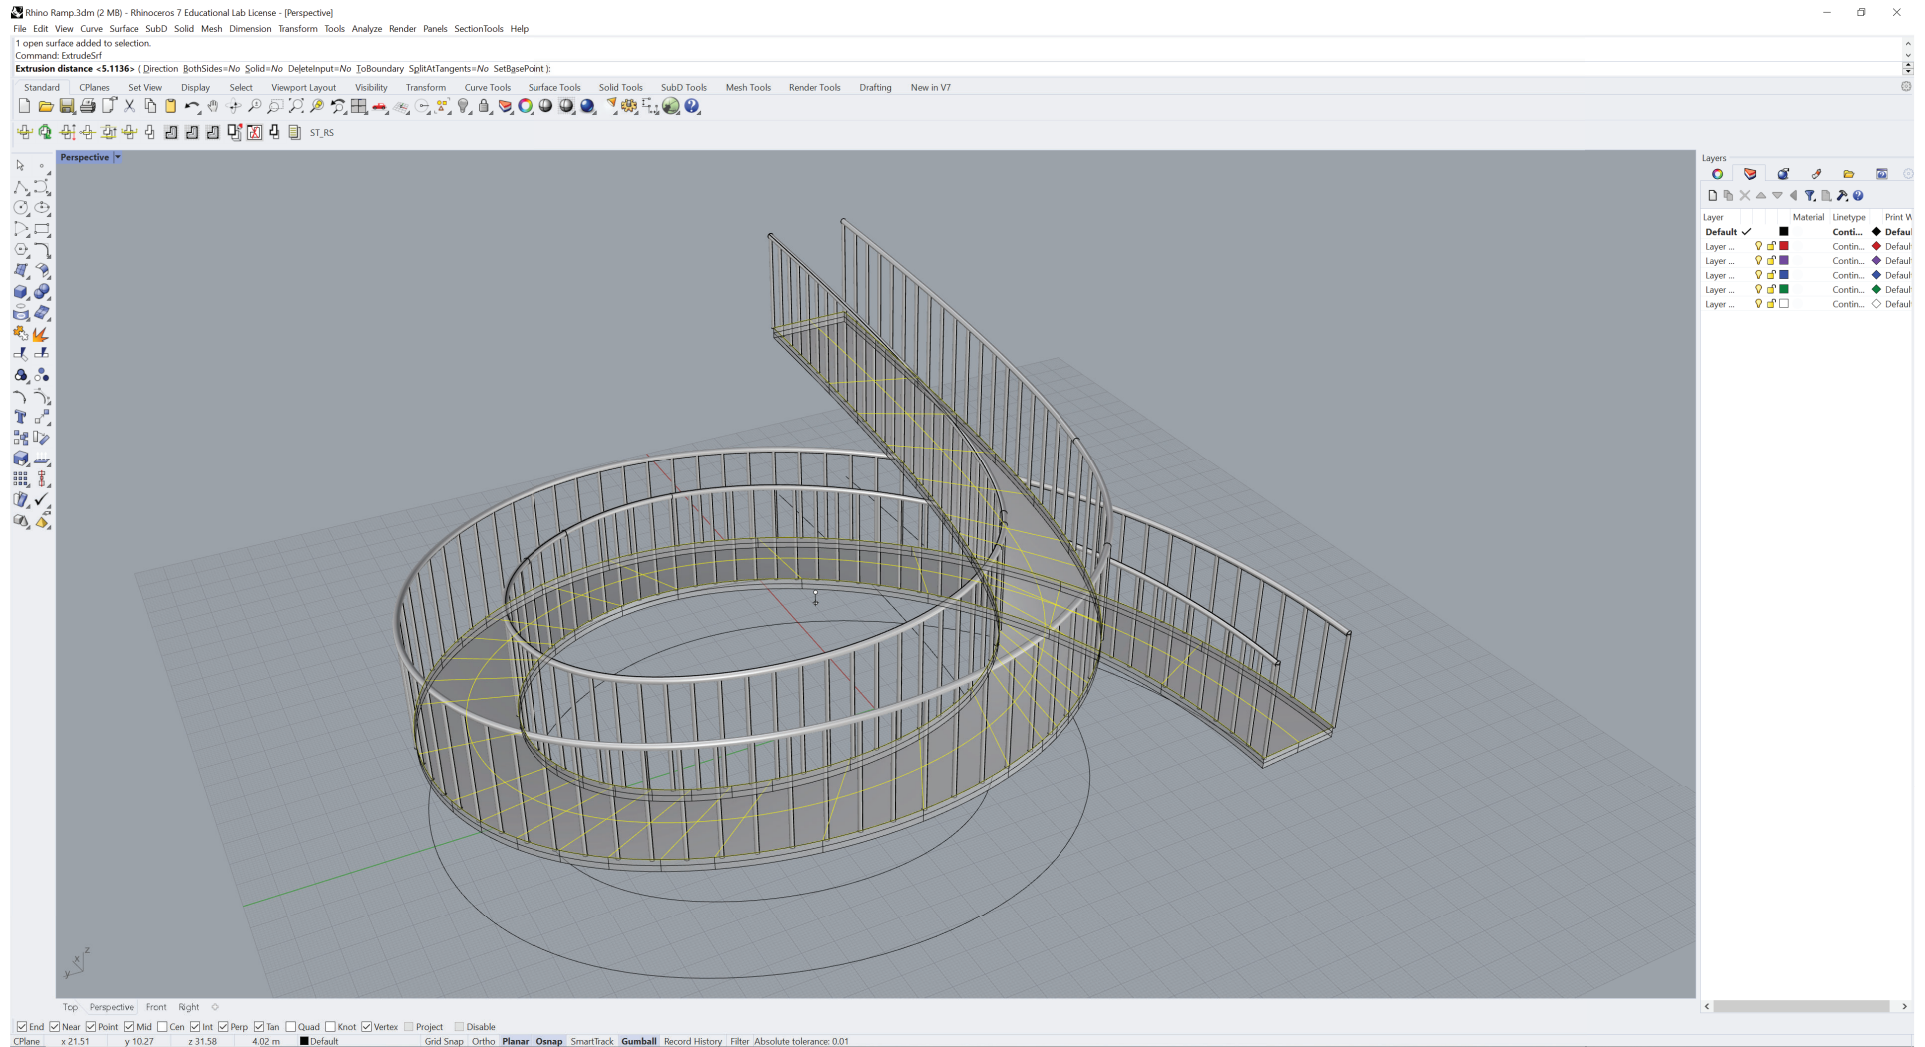 Rhino Ramp.3dm (2 MB) - Rhinoceros 7 Educational Lab License - [Perspective]
File Edit View Curve Surface SubD Solid Mesh Dimension Transform Tools Analyze Render Panels SectionTools Help
1 open surface added to selection.
Command: ExtrudeSrf
Extrusion distance <5.1136> ( Direction BothSides=No Solid=No DeleteInput=No ToBoundary SplitAtTangents=No SetBasePoint ):
Standard CPlanes Set View Display Select Viewport Layout Visibility Transform Curve Tools Surface Tools Solid Tools SubD Tools Mesh Tools Render Tools Drafting New in V7
ST_RS
Perspective
Layers
Layer Material Linetype Print W
Default Conti... Defau
Layer ... Contin... Defaul
Layer ... Contin... Defaul
Layer ... Contin... Defaul
Layer ... Contin... Defaul
Layer ... Contin... Defaul
z
x
y
Top Perspective Front Right
End Near Point Mid Cen Int Perp Tan Quad Knot Vertex Project Disable
CPlane x 21.51 y 10.27 z 31.58 4.02 m Default Grid Snap Ortho Planar Osnap SmartTrack Gumball Record History Filter Absolute tolerance: 0.01